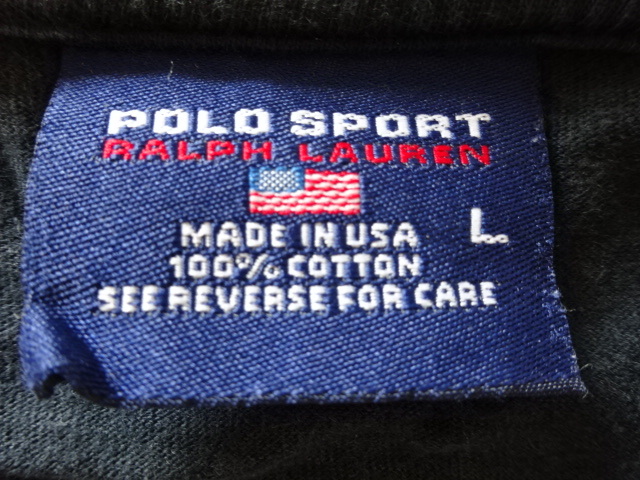 POLO SPORT
RALPH LAUREN
MADE IN USA L
100% COTTON
SEE REVERSE FOR CARE